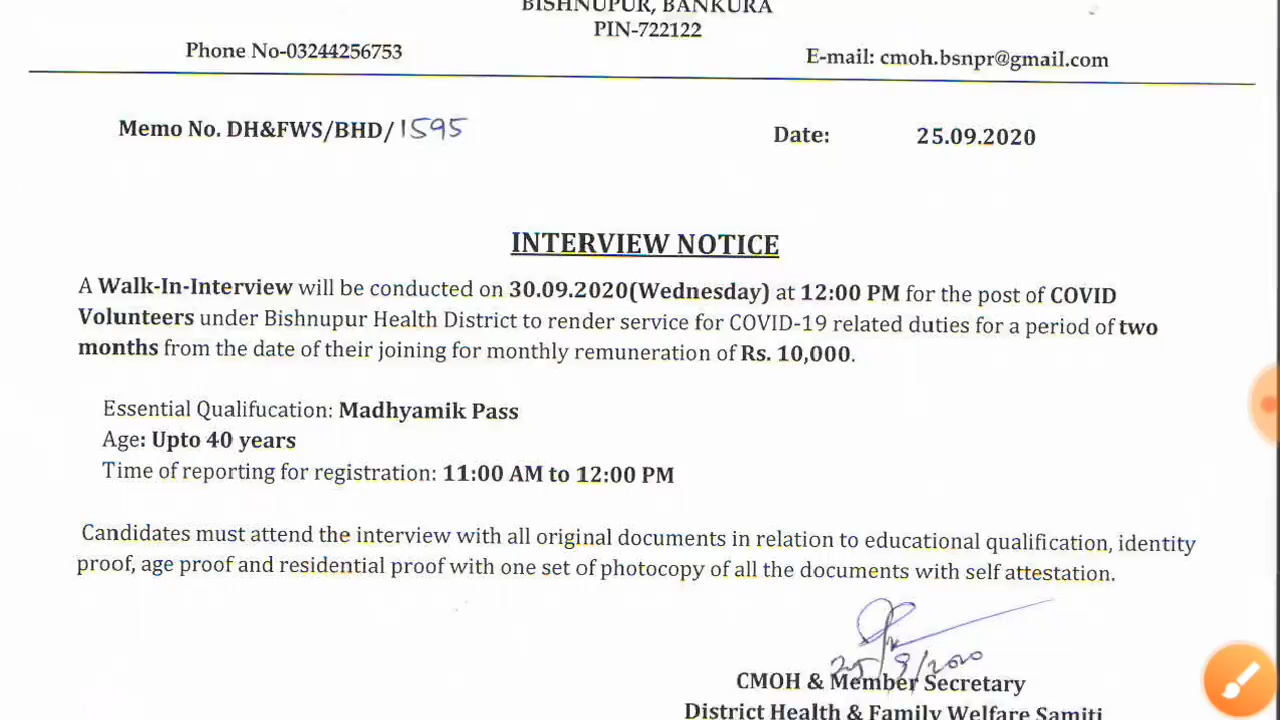 BISHNUPUR, BANKURA
PIN-722122
Phone No-03244256753
E-mail: cmoh.bsnpr@gmail.com
Memo No. DH&FWS/BHD/1595
Date: 25.09.2020
INTERVIEW NOTICE
A Walk-In-Interview will be conducted on 30.09.2020(Wednesday) at 12:00 PM for the post of COVID
Volunteers under Bishnupur Health District to render service for COVID-19 related duties for a period of two
months from the date of their joining for monthly remuneration of Rs. 10,000.
Essential Qualifucation: Madhyamik Pass
Age: Upto 40 years
Time of reporting for registration: 11:00 AM to 12:00 PM
Candidates must attend the interview with all original documents in relation to educational qualification, identity
proof, age proof and residential proof with one set of photocopy of all the documents with self attestation.
25/9/2020
CMOH & Member Secretary
District Health & Family Welfare Samiti